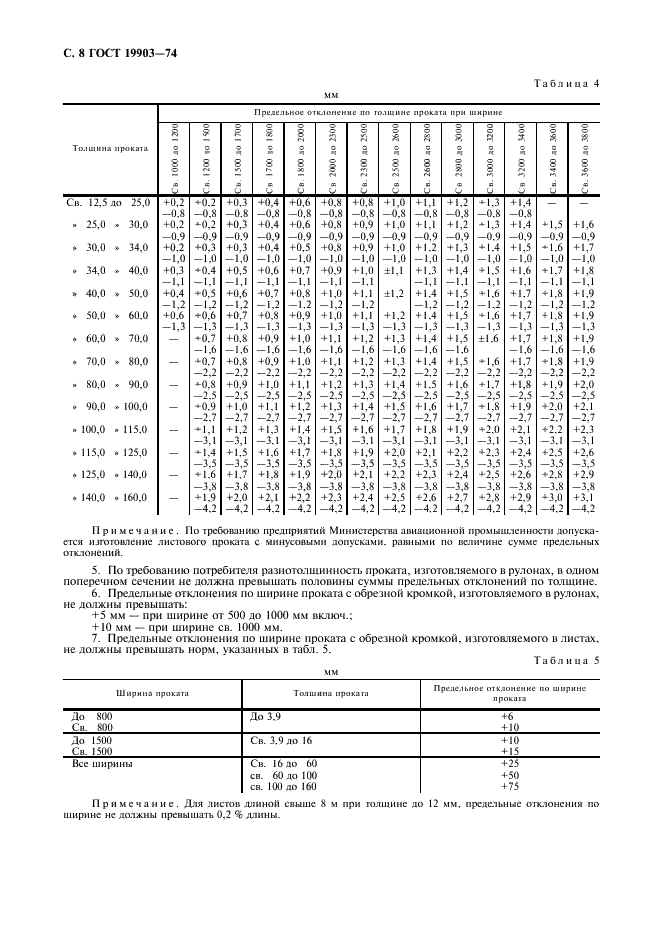 С. 8 ГОСТ 19903—74
Таблица 4
мм
Толщина проката
Предельное отклонение по толщине проката при ширине
Св. 1000 до 1200
Св. 1200 до 1500
Св. 1500 до 1700
Св. 1700 до 1800
Св. 1800 до 2000
Св. 2000 до 2300
Св. 2300 до 2500
Св. 2500 до 2600
Св. 2600 до 2800
Св. 2800 до 3000
Св. 3000 до 3200
Св. 3200 до 3400
Св. 3400 до 3600
Св. 3600 до 3800
Св. 12,5 до 25,0 +0,2 +0,2 +0,3 +0,4 +0,6 +0,8 +0,8 +1,0 +1,1 +1,2 +1,3 +1,4 — —
—0,8 —0,8 —0,8 —0,8 —0,8 —0,8 —0,8 —0,8 —0,8 —0,8 —0,8 —0,8
» 25,0 » 30,0 +0,2 +0,2 +0,3 +0,4 +0,6 +0,8 +0,9 +1,0 +1,1 +1,2 +1,3 +1,4 +1,5 +1,6
—0,9 —0,9 —0,9 —0,9 —0,9 —0,9 —0,9 —0,9 —0,9 —0,9 —0,9 —0,9 —0,9 —0,9
» 30,0 » 34,0 +0,2 +0,3 +0,3 +0,4 +0,5 +0,8 +0,9 +1,0 +1,2 +1,3 +1,4 +1,5 +1,6 +1,7
—1,0 —1,0 —1,0 —1,0 —1,0 —1,0 —1,0 —1,0 —1,0 —1,0 —1,0 —1,0 —1,0 —1,0
» 34,0 » 40,0 +0,3 +0,4 +0,5 +0,6 +0,7 +0,9 +1,0 ±1,1 +1,3 +1,4 +1,5 +1,6 +1,7 +1,8
—1,1 —1,1 —1,1 —1,1 —1,1 —1,1 —1,1 —1,1 —1,1 —1,1 —1,1 —1,1 —1,1
» 40,0 » 50,0 +0,4 +0,5 +0,6 +0,7 +0,8 +1,0 +1,1 ±1,2 +1,4 +1,5 +1,6 +1,7 +1,8 +1,9
—1,2 —1,2 —1,2 —1,2 —1,2 —1,2 —1,2 —1,2 —1,2 —1,2 —1,2 —1,2 —1,2
» 50,0 » 60,0 +0,6 +0,6 +0,7 +0,8 +0,9 +1,0 +1,1 +1,2 +1,4 +1,5 +1,6 +1,7 +1,8 +1,9
—1,3 —1,3 —1,3 —1,3 —1,3 —1,3 —1,3 —1,3 —1,3 —1,3 —1,3 —1,3 —1,3 —1,3
» 60,0 » 70,0 — +0,7 +0,8 +0,9 +1,0 +1,1 +1,2 +1,3 +1,4 +1,5 ±1,6 +1,7 +1,8 +1,9
—1,6 —1,6 —1,6 —1,6 —1,6 —1,6 —1,6 —1,6 —1,6 —1,6 —1,6 —1,6
» 70,0 » 80,0 — +0,7 +0,8 +0,9 +1,0 +1,1 +1,2 +1,3 +1,4 +1,5 +1,6 +1,7 +1,8 +1,9
—2,2 —2,2 —2,2 —2,2 —2,2 —2,2 —2,2 —2,2 —2,2 —2,2 —2,2 —2,2 —2,2
» 80,0 » 90,0 — +0,8 +0,9 +1,0 +1,1 +1,2 +1,3 +1,4 +1,5 +1,6 +1,7 +1,8 +1,9 +2,0
—2,5 —2,5 —2,5 —2,5 —2,5 —2,5 —2,5 —2,5 —2,5 —2,5 —2,5 —2,5 —2,5
» 90,0 » 100,0 — +0,9 +1,0 +1,1 +1,2 +1,3 +1,4 +1,5 +1,6 +1,7 +1,8 +1,9 +2,0 +2,1
—2,7 —2,7 —2,7 —2,7 —2,7 —2,7 —2,7 —2,7 —2,7 —2,7 —2,7 —2,7 —2,7
» 100,0 » 115,0 — +1,1 +1,2 +1,3 +1,4 +1,5 +1,6 +1,7 +1,8 +1,9 +2,0 +2,1 +2,2 +2,3
—3,1 —3,1 —3,1 —3,1 —3,1 —3,1 —3,1 —3,1 —3,1 —3,1 —3,1 —3,1 —3,1
» 115,0 » 125,0 — +1,4 +1,5 +1,6 +1,7 +1,8 +1,9 +2,0 +2,1 +2,2 +2,3 +2,4 +2,5 +2,6
—3,5 —3,5 —3,5 —3,5 —3,5 —3,5 —3,5 —3,5 —3,5 —3,5 —3,5 —3,5 —3,5
» 125,0 » 140,0 — +1,6 +1,7 +1,8 +1,9 +2,0 +2,1 +2,2 +2,3 +2,4 +2,5 +2,6 +2,8 +2,9
—3,8 —3,8 —3,8 —3,8 —3,8 —3,8 —3,8 —3,8 —3,8 —3,8 —3,8 —3,8 —3,8
» 140,0 » 160,0 — +1,9 +2,0 +2,1 +2,2 +2,3 +2,4 +2,5 +2,6 +2,7 +2,8 +2,9 +3,0 +3,1
—4,2 —4,2 —4,2 —4,2 —4,2 —4,2 —4,2 —4,2 —4,2 —4,2 —4,2 —4,2 —4,2
Примечание. По требованию предприятий Министерства авиационной промышленности допуска-
ется изготовление листового проката с минусовыми допусками, равными по величине сумме предельных
отклонений.
5. По требованию потребителя разнотолщинность проката, изготовляемого в рулонах, в одном
поперечном сечении не должна превышать половины суммы предельных отклонений по толщине.
6. Предельные отклонения по ширине проката с обрезной кромкой, изготовляемого в рулонах,
не должны превышать:
+5 мм — при ширине от 500 до 1000 мм включ.;
+10 мм — при ширине св. 1000 мм.
7. Предельные отклонения по ширине проката с обрезной кромкой, изготовляемого в листах,
не должны превышать норм, указанных в табл. 5.
Таблица 5
мм
Ширина проката Толщина проката Предельное отклонение по ширине
проката
До 800 До 3,9 +6
Св. 800 +10
До 1500 Св. 3,9 до 16 +10
Св. 1500 +15
Все ширины Св. 16 до 60 +25
св. 60 до 100 +50
св. 100 до 160 +75
Примечание. Для листов длиной свыше 8 м при толщине до 12 мм, предельные отклонения по
ширине не должны превышать 0,2 % длины.